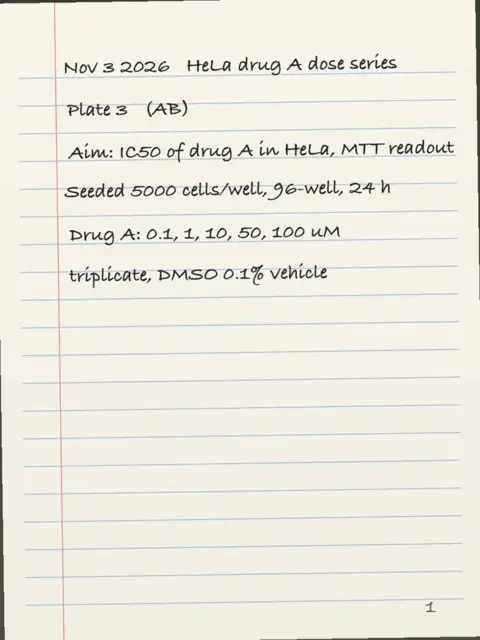 Nov 3 2026 HeLa drug A dose series
Plate 3 (AB)
Aim: IC50 of drug A in HeLa, MTT readout
Seeded 5000 cells/well, 96-well, 24 h
Drug A: 0.1, 1, 10, 50, 100 uM
triplicate, DMSO 0.1% vehicle
1